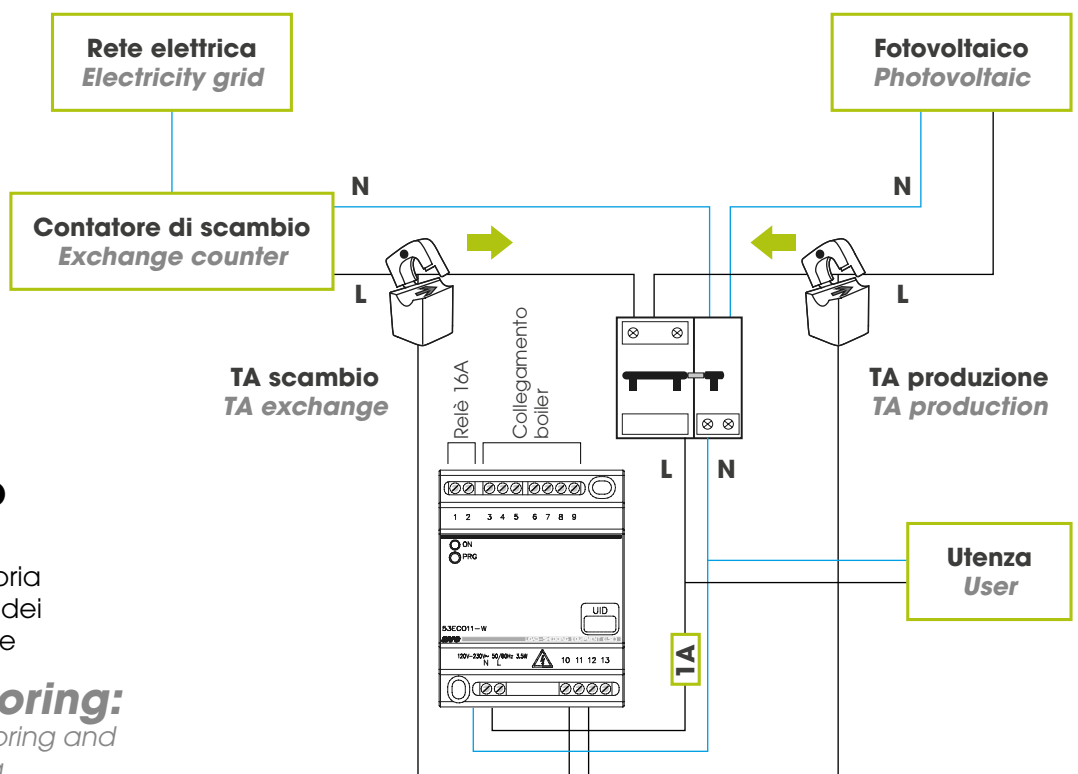 Rete elettrica
Electricity grid
Fotovoltaico
Photovoltaic
N
N
Contatore di scambio
Exchange counter
L
L
TA scambio
TA exchange
Relè 16A
Collegamento
boiler
TA produzione
TA production
L N
1 2 3 4 5 6 7 8 9
ON
PRG
oria
dei
e
UID
Utenza
User
1A
120V-230V~ 50/60Hz 3.5W
N L
10 11 12 13
oring:
oring and